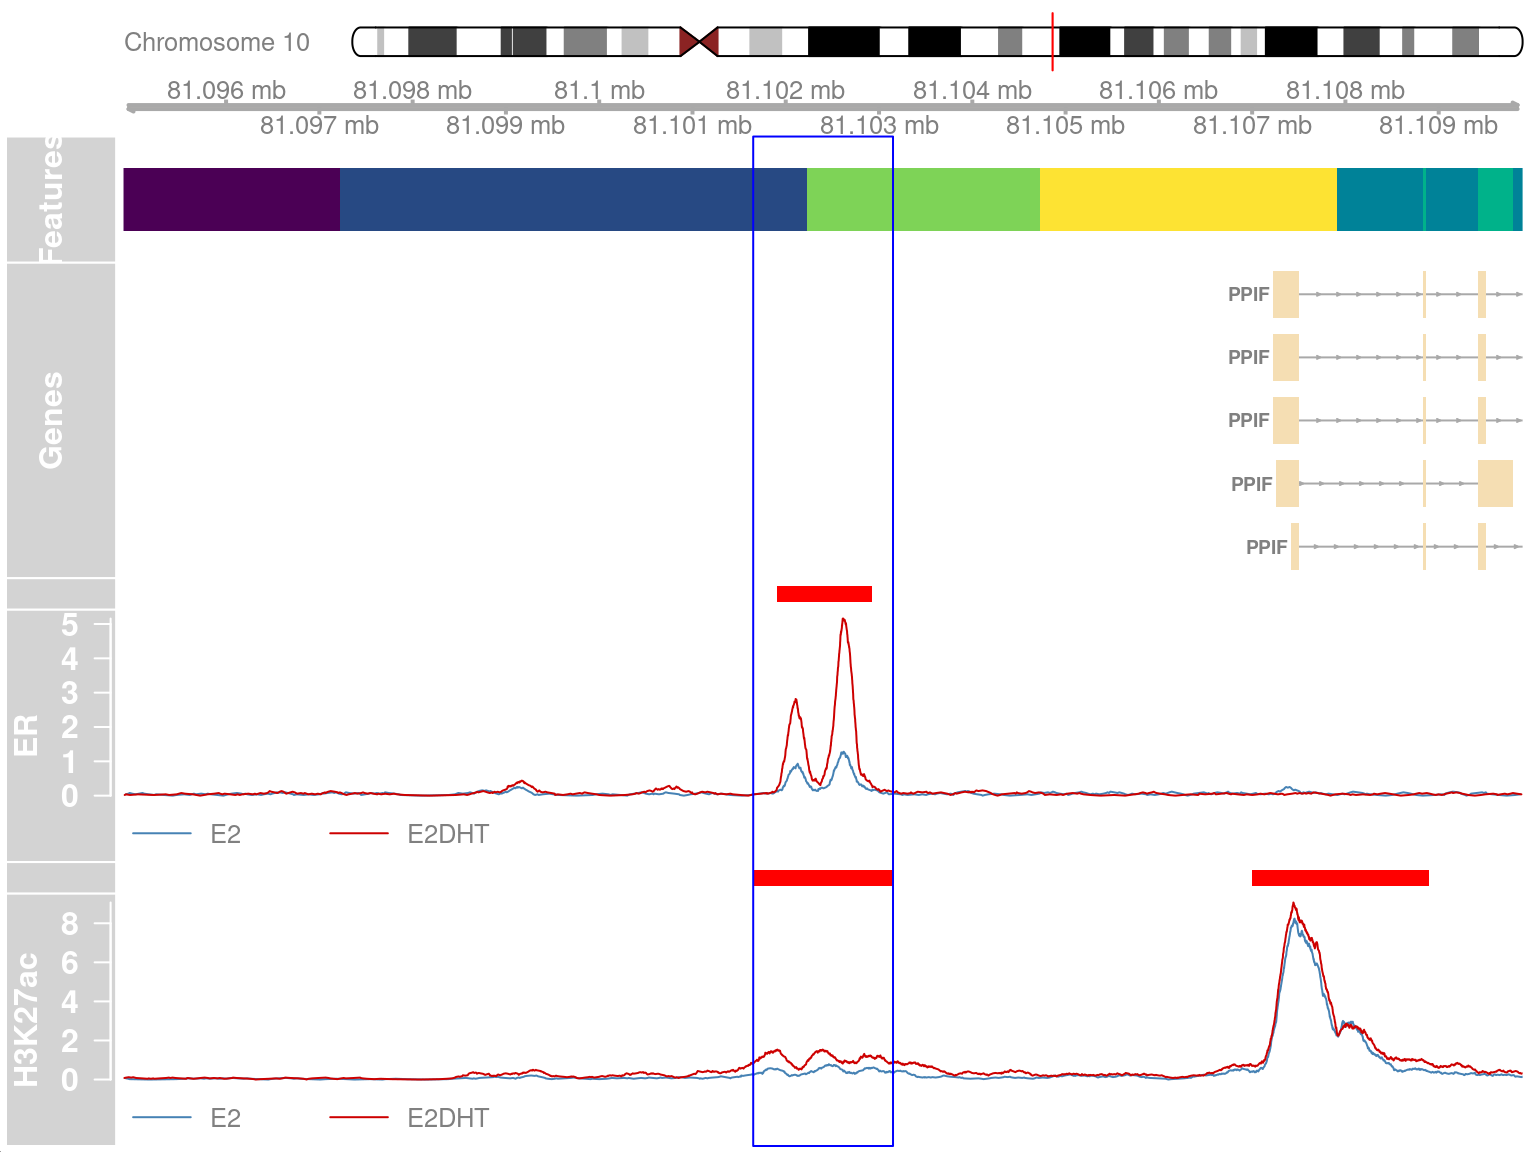 Chromosome 10
81.096 mb 81.098 mb 81.1 mb 81.102 mb 81.104 mb 81.106 mb 81.108 mb
81.097 mb 81.099 mb 81.101 mb 81.103 mb 81.105 mb 81.107 mb 81.109 mb
Features
Genes
PPIF
PPIF
PPIF
PPIF
PPIF
ER
5
4
3
2
1
0
E2 E2DHT
H3K27ac
8
6
4
2
0
E2 E2DHT